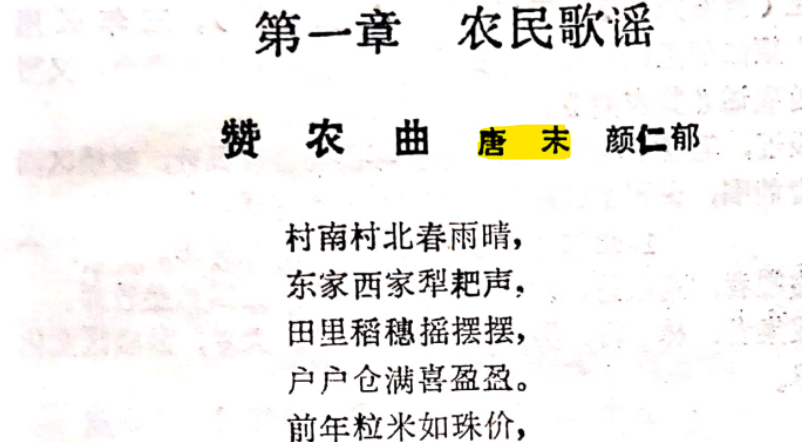 第一章 农民歌谣
赞农曲 唐末 颜仁郁
村南村北春雨晴，
东家西家犁耙声，
田里稻穗摇摆摆，
户户仓满喜盈盈。
前年粒米如珠价，